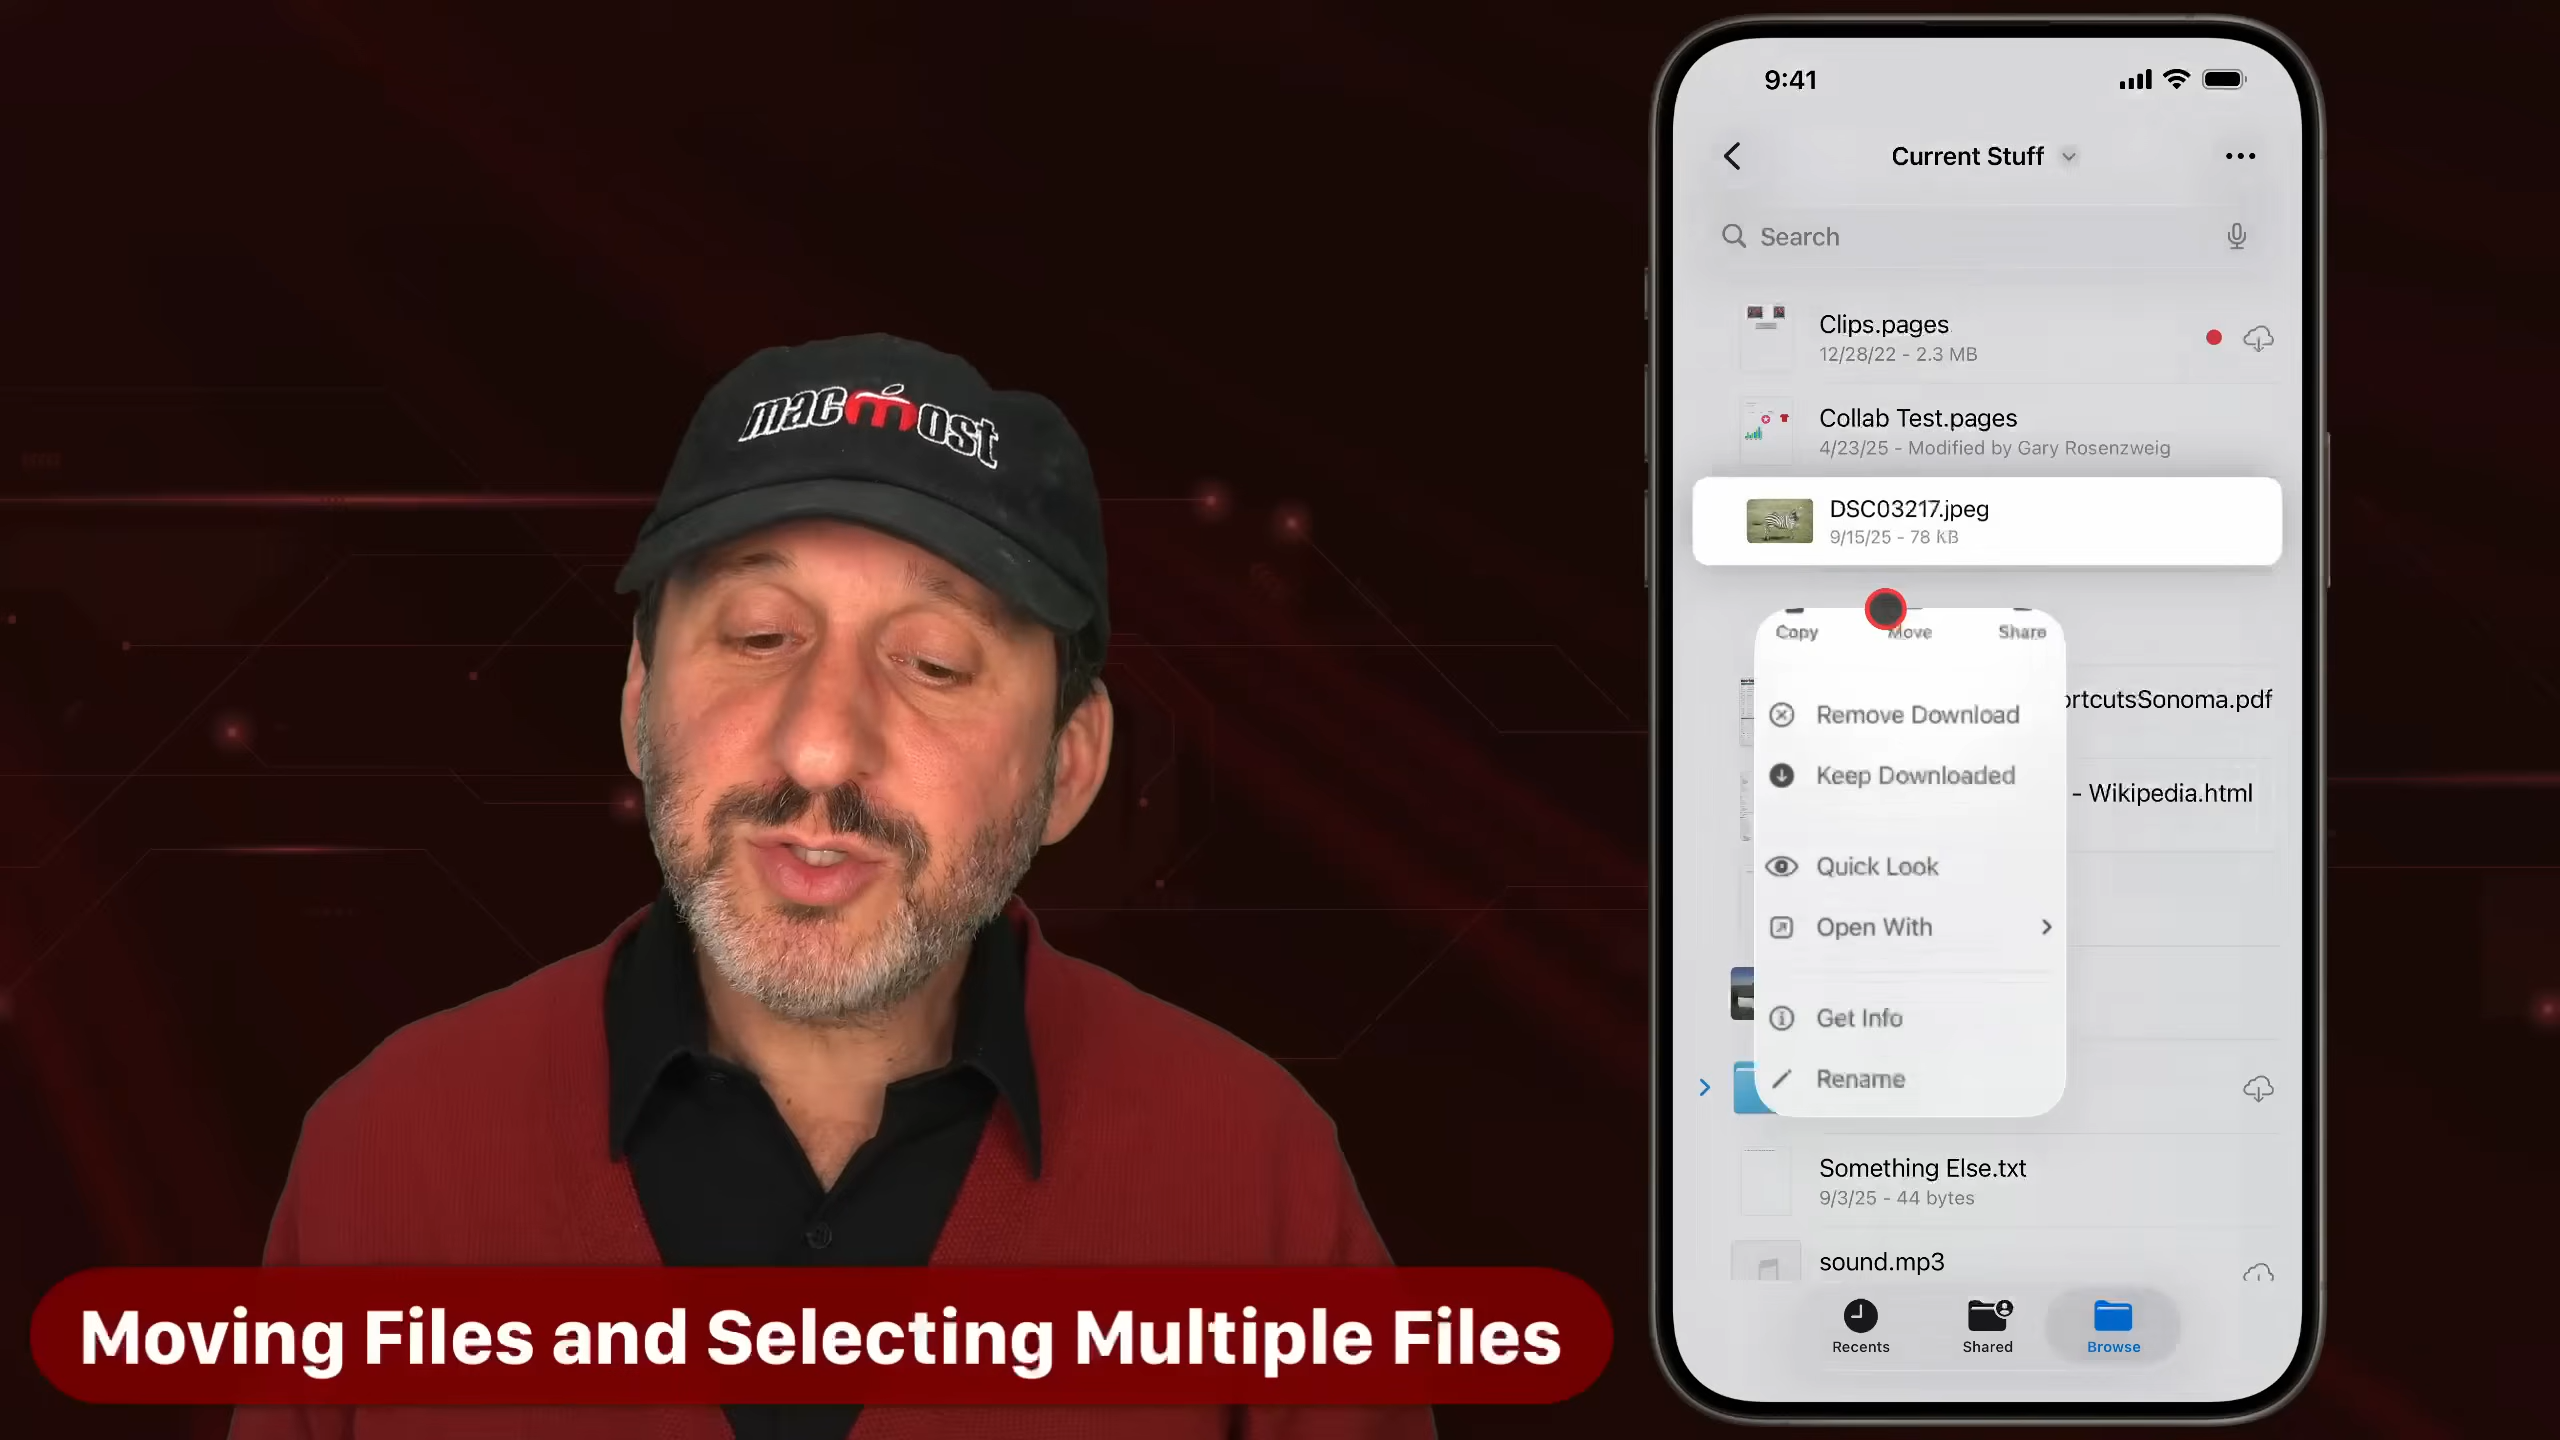 macmost
Moving Files and Selecting Multiple Files
9:41
Current Stuff
Search
Clips.pages
12/28/22 - 2.3 MB
Collab Test.pages
4/23/25 - Modified by Gary Rosenzweig
DSC03217.jpeg
9/15/25 - 78 KB
Copy
Move
Share
Remove Download
Keep Downloaded
Quick Look
Open With
Get Info
Rename
ortcutsSonoma.pdf
- Wikipedia.html
Something Else.txt
9/3/25 - 44 bytes
sound.mp3
Recents
Shared
Browse